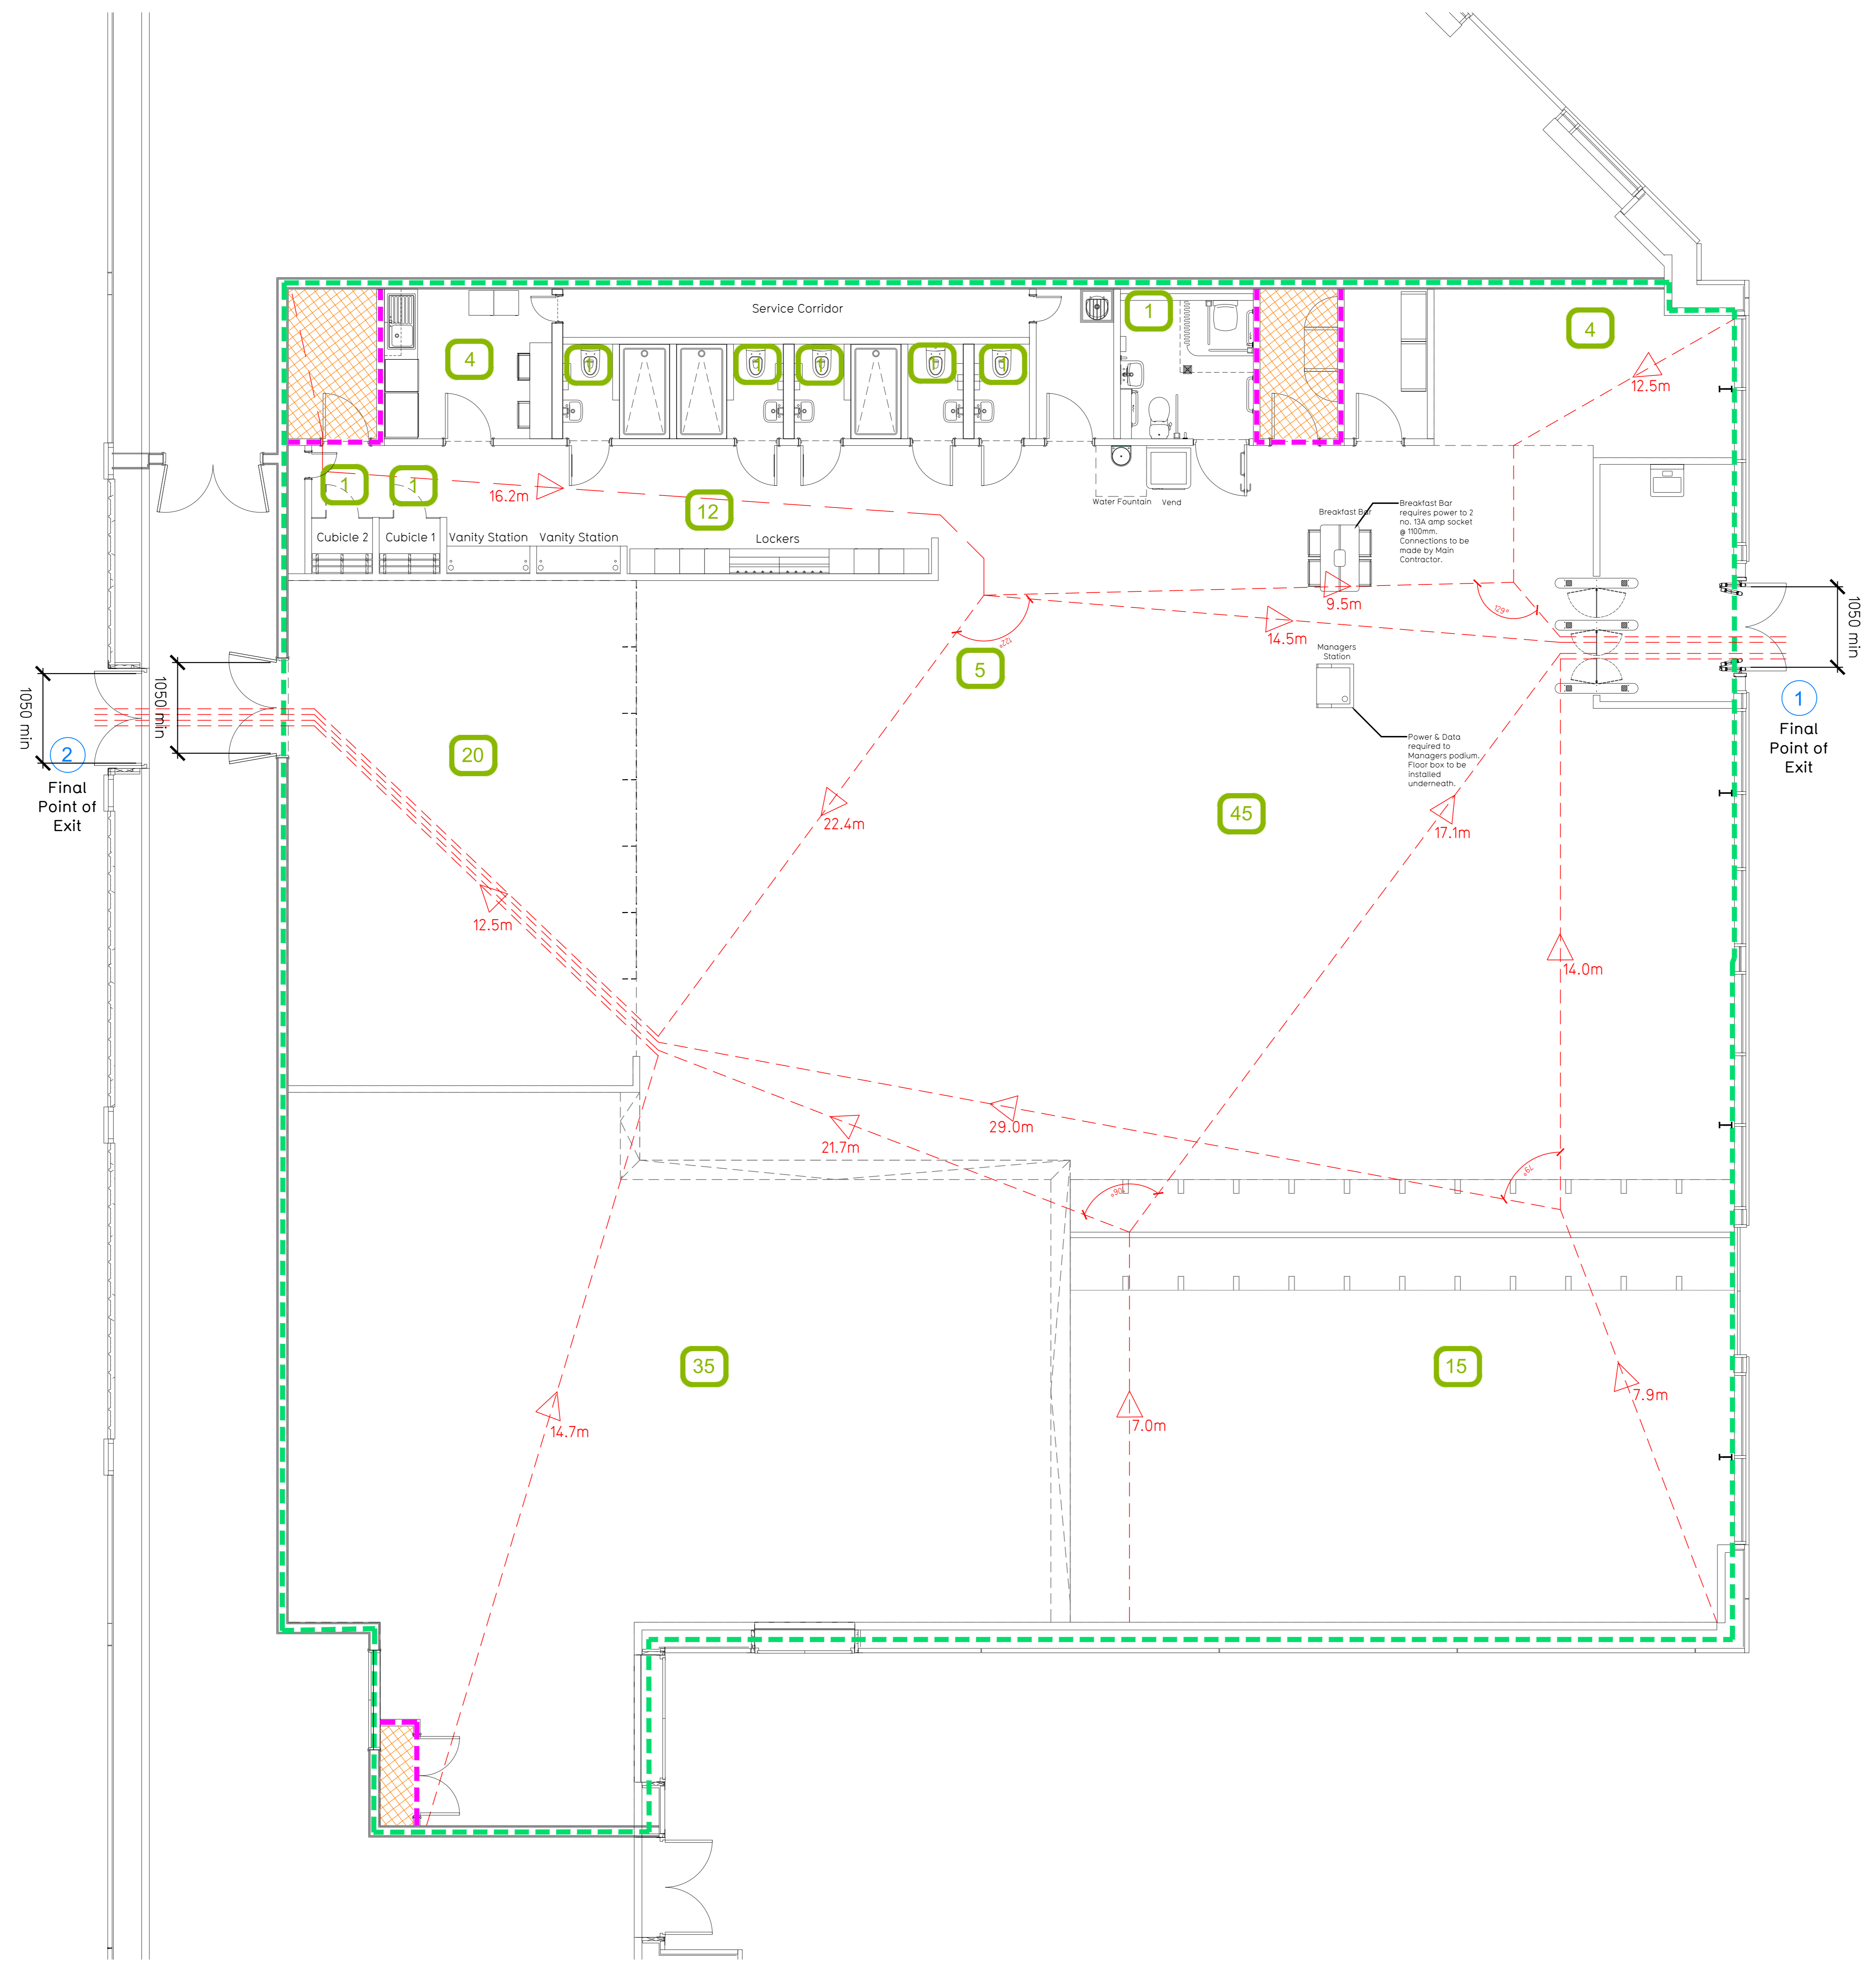 Service Corridor
1
4
4
12.5m
1
1
16.2m
12
Water Fountain
Vend
Breakfast Bar
Breakfast Bar
requires power to 2
no. 13A amp socket
@ 1100mm.
Connections to be
made by Main
Contractor.
Cubicle 2
Cubicle 1
Vanity Station
Vanity Station
Lockers
9.5m
129°
14.5m
122°
1050 min
5
Managers
Station
1050 min
1050 min
1
Final
Point of
Exit
2
Final
Point of
Exit
20
Power & Data
required to
Managers podium.
Floor box to be
installed
underneath.
45
22.4m
17.1m
12.5m
14.0m
29.0m
21.7m
79°
35
15
14.7m
7.0m
7.9m